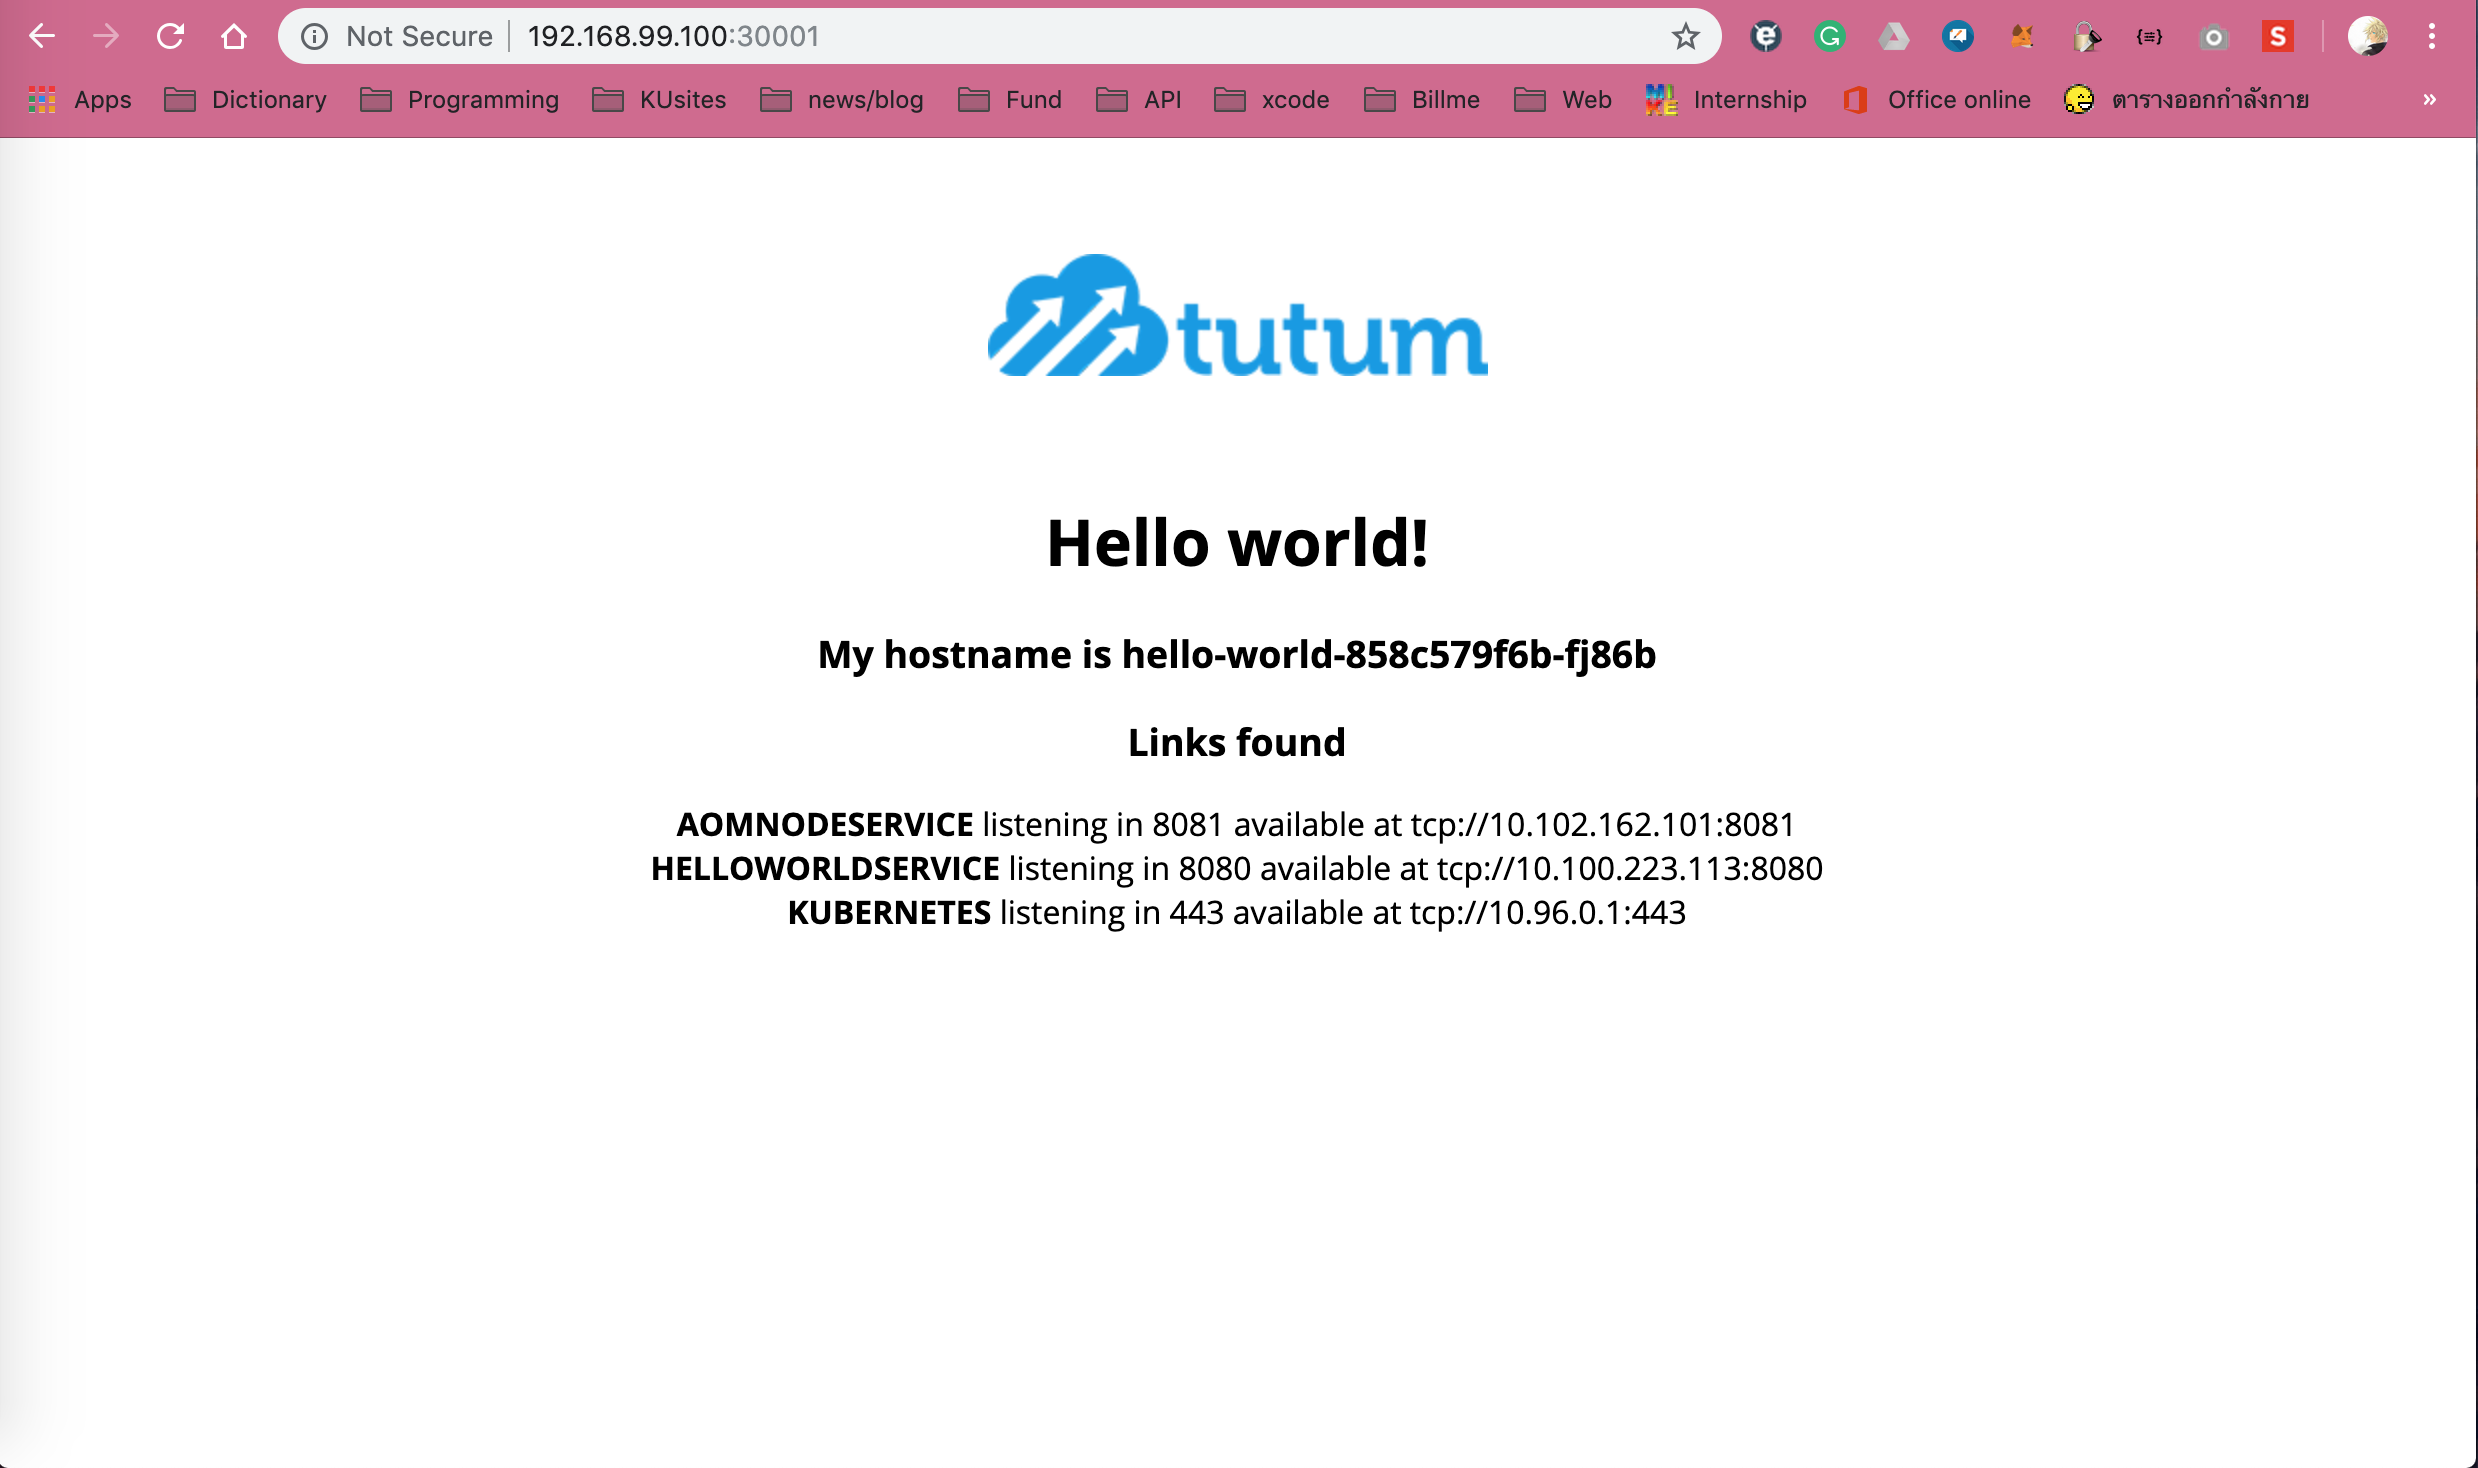 Not Secure 192.168.99.100:30001
Apps Dictionary Programming KUsites news/blog Fund API xcode Billme Web Internship Office online ตารางออกกำลังกาย »
tutum
Hello world!
My hostname is hello-world-858c579f6b-fj86b
Links found
AOMNODESERVICE listening in 8081 available at tcp://10.102.162.101:8081
HELLOWORLDSERVICE listening in 8080 available at tcp://10.100.223.113:8080
KUBERNETES listening in 443 available at tcp://10.96.0.1:443